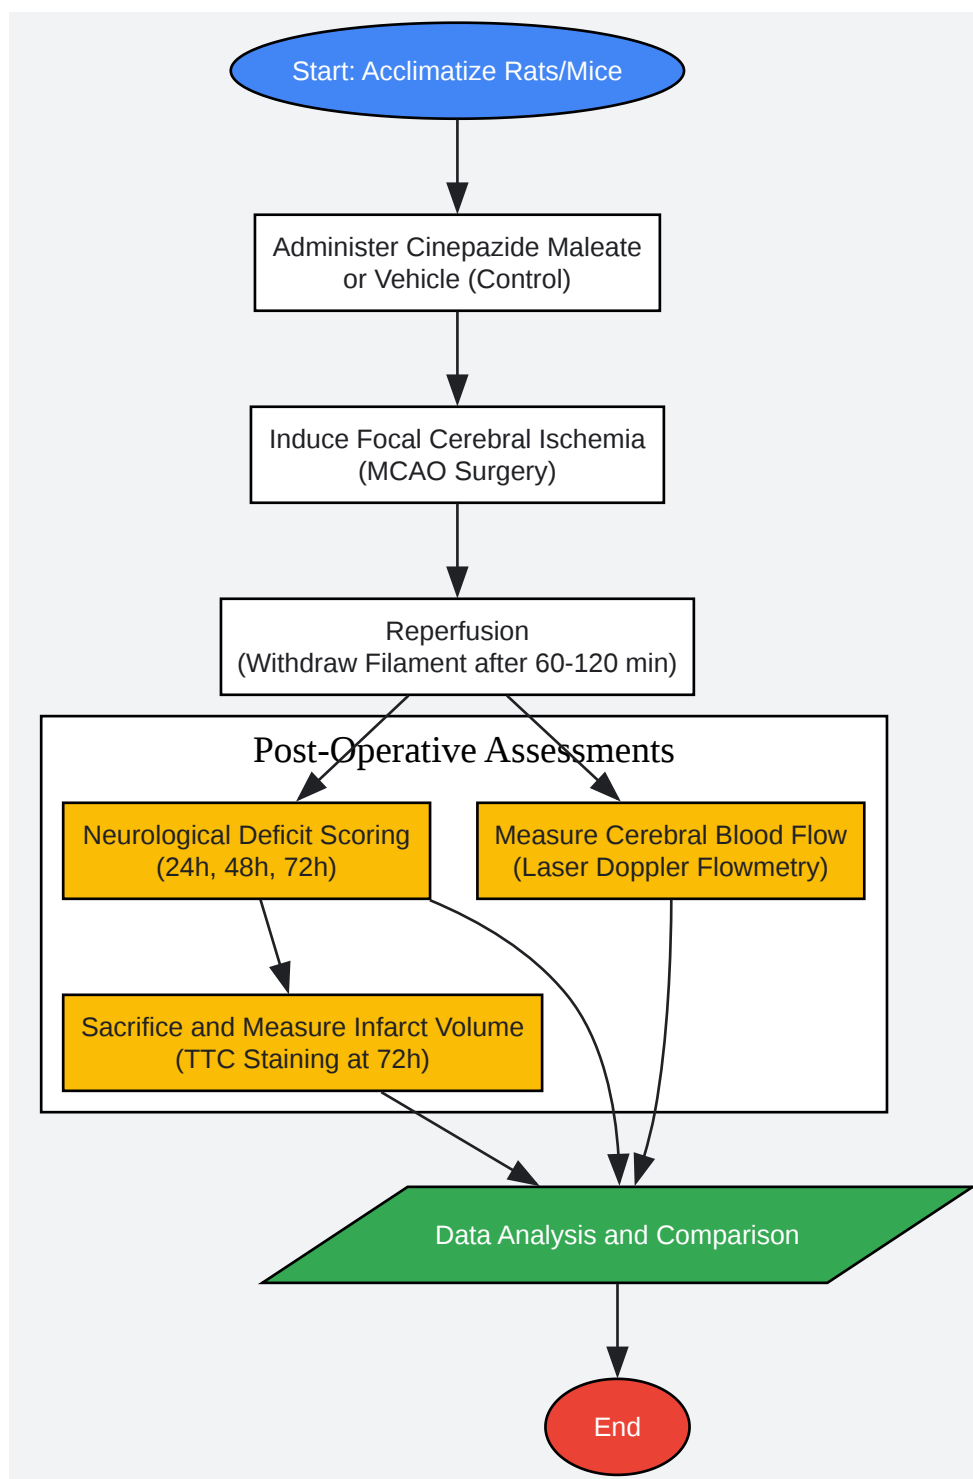 Start: Acclimatize Rats/Mice
Administer Cinepazide Maleate
or Vehicle (Control)
Induce Focal Cerebral Ischemia
(MCAO Surgery)
Reperfusion
(Withdraw Filament after 60-120 min)
Post-Operative Assessments
Neurological Deficit Scoring
(24h, 48h, 72h)
Measure Cerebral Blood Flow
(Laser Doppler Flowmetry)
Sacrifice and Measure Infarct Volume
(TTC Staining at 72h)
Data Analysis and Comparison
End